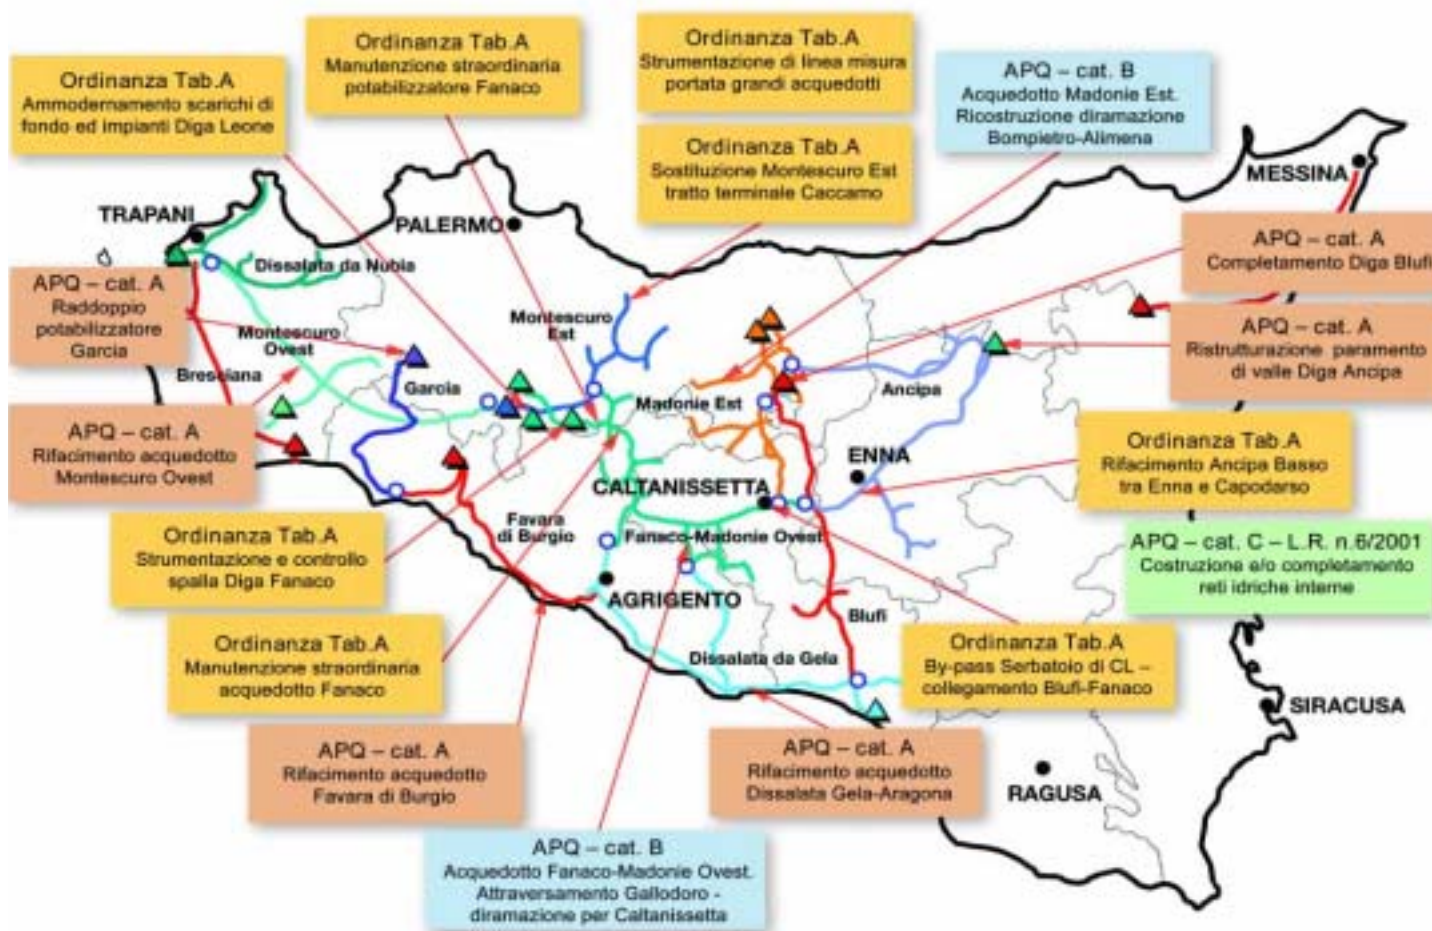 Ordinanza Tab.A
Ammodernamento scarichi di
fondo ed impianti Diga Leone
Ordinanza Tab.A
Manutenzione straordinaria
potabilizzatore Fanaco
Ordinanza Tab.A
Strumentazione di linea misura
portata grandi acquedotti
APQ – cat. B
Acquedotto Madonie Est.
Ricostruzione diramazione
Bompietro-Alimena
Ordinanza Tab.A
Sostituzione Montescuro Est
tratto terminale Caccamo
MESSINA
TRAPANI
PALERMO
Dissalata da Nubia
APQ – cat. A
Completamento Diga Blufi
APQ – cat. A
Raddoppio
potabilizzatore
Garcia
Montescuro
Ovest
Montescuro
Est
Bresciana
Garcia
Madonie Est
Ancipa
APQ – cat. A
Ristrutturazione paramento
di valle Diga Ancipa
APQ – cat. A
Rifacimento acquedotto
Montescuro Ovest
ENNA
CALTANISSETTA
Ordinanza Tab.A
Rifacimento Ancipa Basso
tra Enna e Capodarso
Ordinanza Tab.A
Strumentazione e controllo
spalla Diga Fanaco
Favara
di Burgio
Fanaco-Madonie Ovest
APQ – cat. C – L.R. n.6/2001
Costruzione e/o completamento
reti idriche interne
AGRIGENTO
Blufi
Ordinanza Tab.A
Manutenzione straordinaria
acquedotto Fanaco
Dissalata da Gela
Ordinanza Tab.A
By-pass Serbatoio di CL –
collegamento Blufi-Fanaco
SIRACUSA
APQ – cat. A
Rifacimento acquedotto
Favara di Burgio
APQ – cat. A
Rifacimento acquedotto
Dissalata Gela-Aragona
RAGUSA
APQ – cat. B
Acquedotto Fanaco-Madonie Ovest.
Attraversamento Gallodoro -
diramazione per Caltanissetta